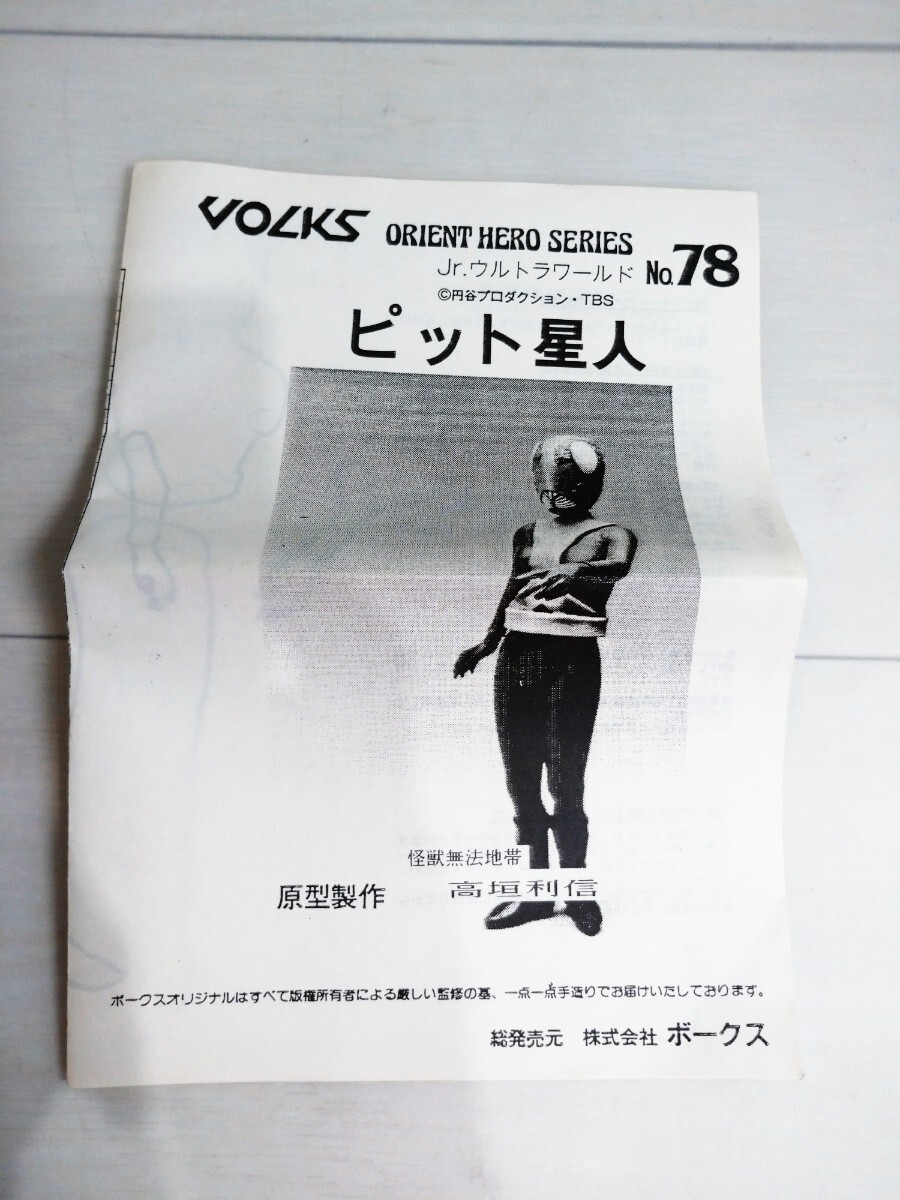 VOLKS ORIENT HERO SERIES
Jr.ウルトラワールド No.78
©円谷プロダクション・TBS
ピット星人
怪獣無法地帯
原型製作 高垣利信
ボークスオリジナルはすべて版権所有者による厳しい監修の基、一点一点手造りでお届けいたしております。
総発売元 株式会社 ボークス